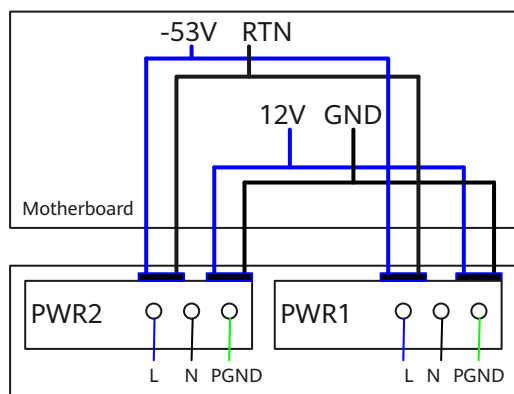 -53V RTN
12V GND
Motherboard
PWR2 PWR1
L N PGND L N PGND